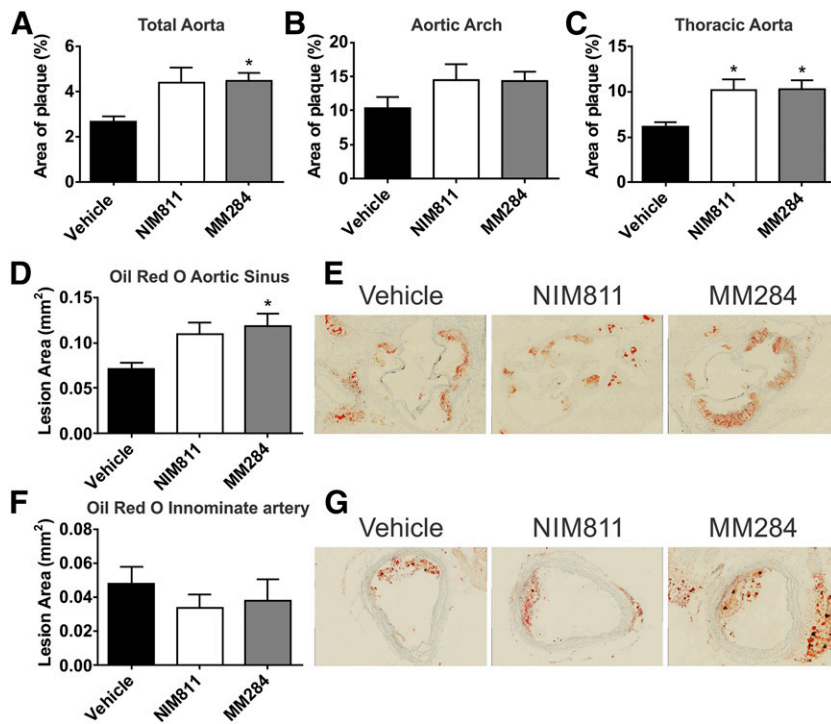 A
Total Aorta
Area of plaque (%)
6
4
2
0
*
Vehicle
NIM811
MM284
B
Aortic Arch
Area of plaque (%)
20
15
10
5
0
Vehicle
NIM811
MM284
C
Thoracic Aorta
Area of plaque (%)
15
10
5
0
*
*
Vehicle
NIM811
MM284
D
Oil Red O Aortic Sinus
Lesion Area (mm²)
0.15
0.10
0.05
0.00
*
Vehicle
NIM811
MM284
E
Vehicle
NIM811
MM284
F
Oil Red O Innominate artery
Lesion Area (mm²)
0.08
0.06
0.04
0.02
0.00
Vehicle
NIM811
MM284
G
Vehicle
NIM811
MM284